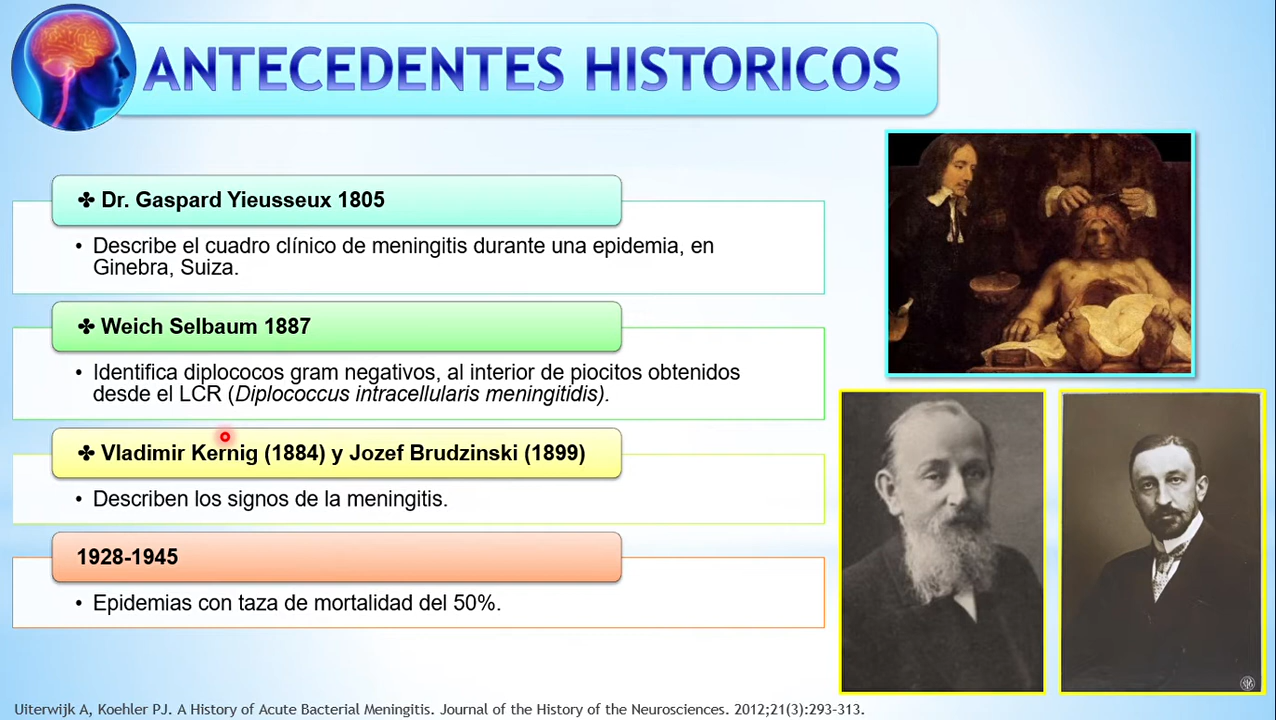 ANTECEDENTES HISTORICOS
✤ Dr. Gaspard Yieusseux 1805
• Describe el cuadro clínico de meningitis durante una epidemia, en
Ginebra, Suiza.
✤ Weich Selbaum 1887
• Identifica diplococos gram negativos, al interior de piocitos obtenidos
desde el LCR (Diplococcus intracellularis meningitidis).
✤ Vladimir Kernig (1884) y Jozef Brudzinski (1899)
• Describen los signos de la meningitis.
1928-1945
• Epidemias con taza de mortalidad del 50%.
Uiterwijk A, Koehler PJ. A History of Acute Bacterial Meningitis. Journal of the History of the Neurosciences. 2012;21(3):293-313.